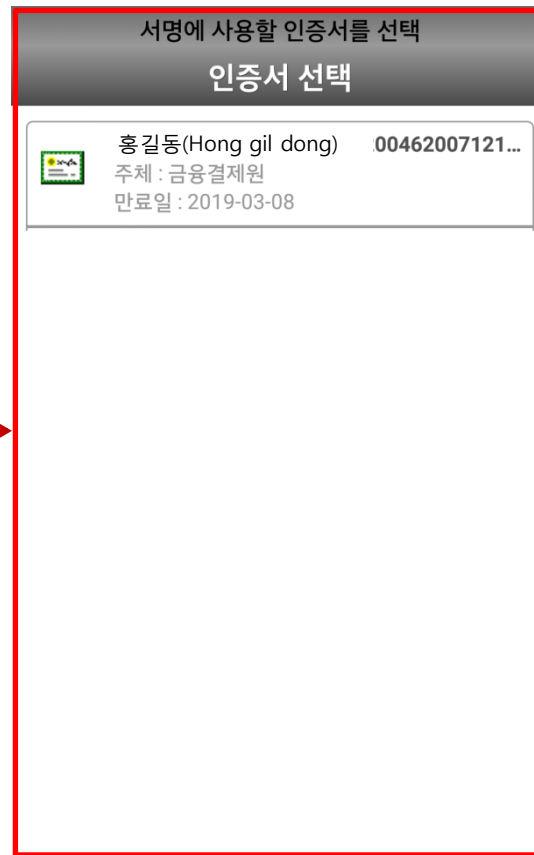 서명에 사용할 인증서를 선택
인증서 선택
홍길동(Hong gil dong) 00462007121...
주체 : 금융결제원
만료일 : 2019-03-08